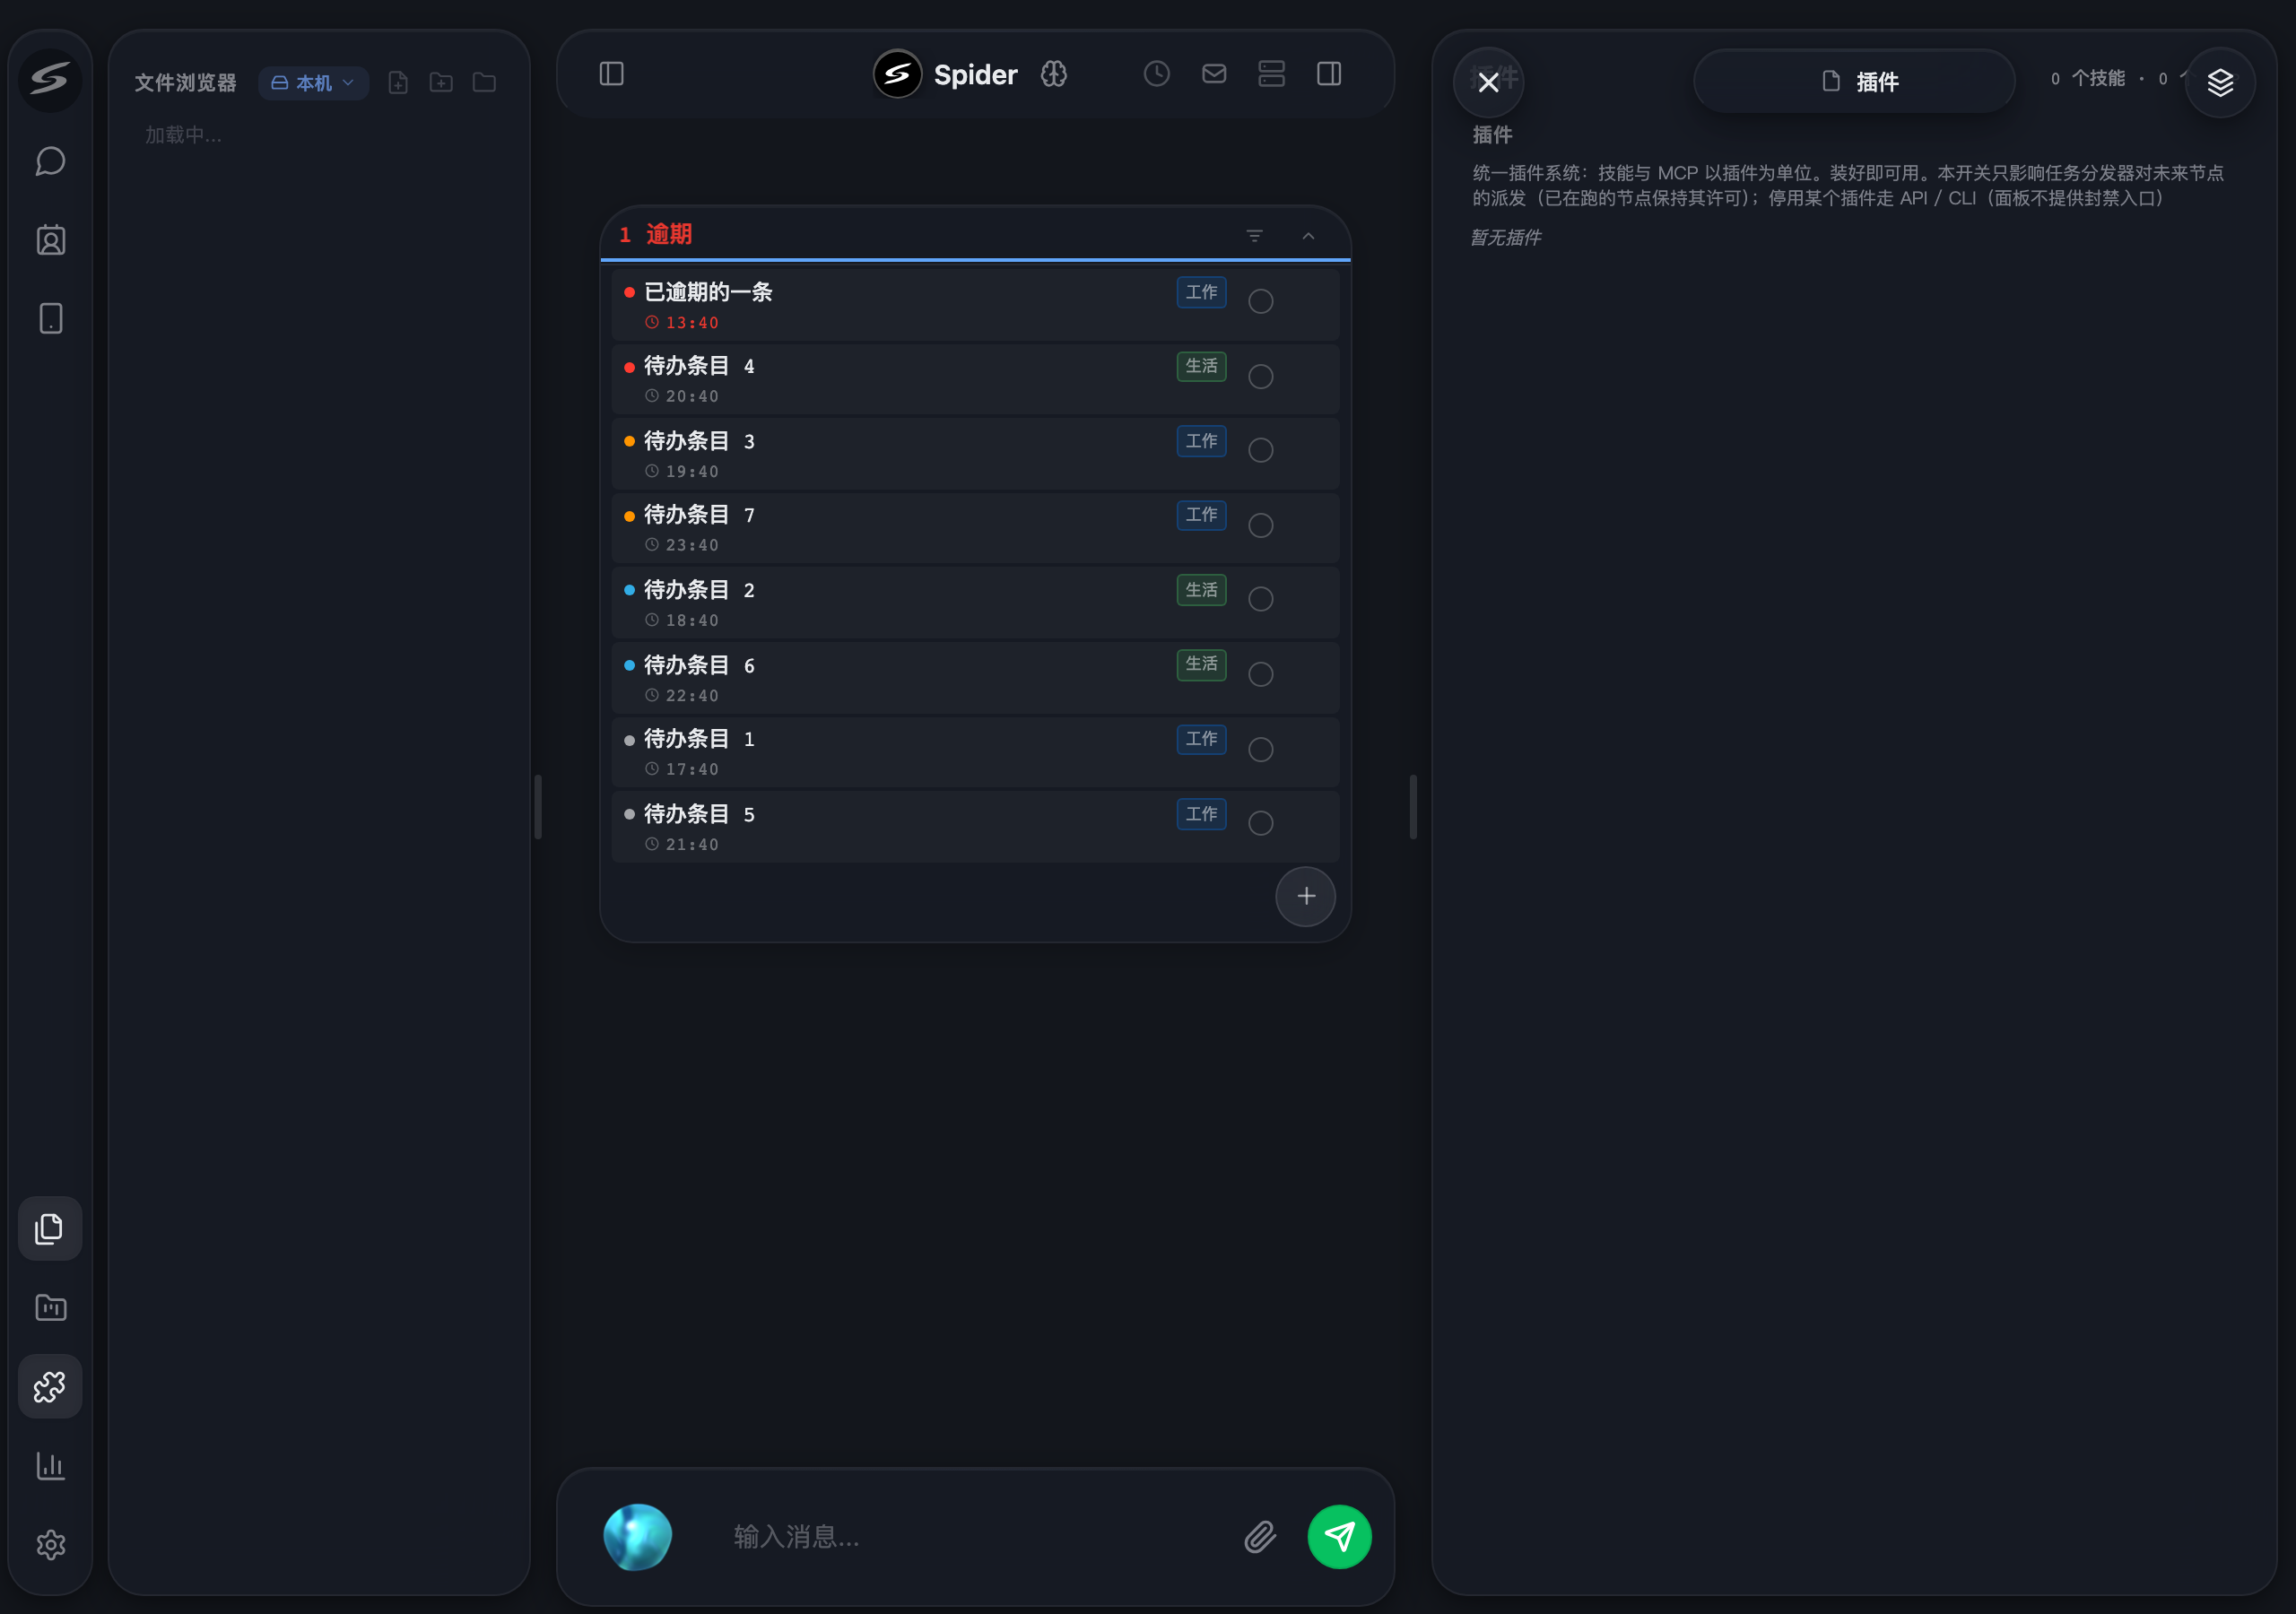 文件浏览器
本机
加载中...
Spider
1 逾期
已逾期的一条
工作
13:40
待办条目 4
生活
20:40
待办条目 3
工作
19:40
待办条目 7
工作
23:40
待办条目 2
生活
18:40
待办条目 6
生活
22:40
待办条目 1
工作
17:40
待办条目 5
工作
21:40
输入消息...
插件
插件
0 个技能 · 0
插件
统一插件系统：技能与 MCP 以插件为单位。装好即可用。本开关只影响任务分发器对未来节点
的派发（已在跑的节点保持其许可）；停用某个插件走 API / CLI（面板不提供封禁入口）
暂无插件